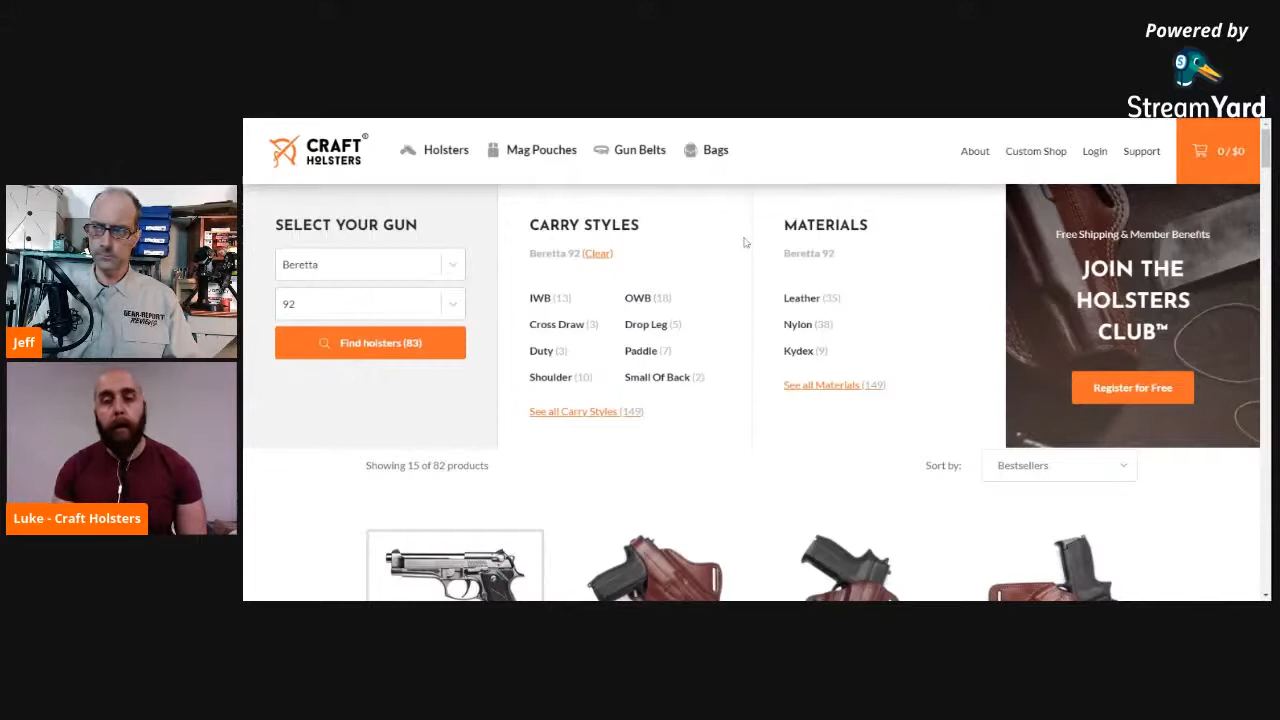 Powered by
StreamYard
CRAFT®
HOLSTERS
Holsters
Mag Pouches
Gun Belts
Bags
About
Custom Shop
Login
Support
0 / $0
SELECT YOUR GUN
Beretta
92
Find holsters (83)
CARRY STYLES
Beretta 92 (Clear)
IWB (13)
OWB (18)
Cross Draw (3)
Drop Leg (5)
Duty (3)
Paddle (7)
Shoulder (10)
Small Of Back (2)
See all Carry Styles (149)
MATERIALS
Beretta 92
Leather (35)
Nylon (38)
Kydex (9)
See all Materials (149)
Free Shipping & Member Benefits
JOIN THE
HOLSTERS
CLUB™
Register for Free
Showing 15 of 82 products
Sort by:
Bestsellers
GEAR-REPORT
REVIEWS
Jeff
Luke - Craft Holsters